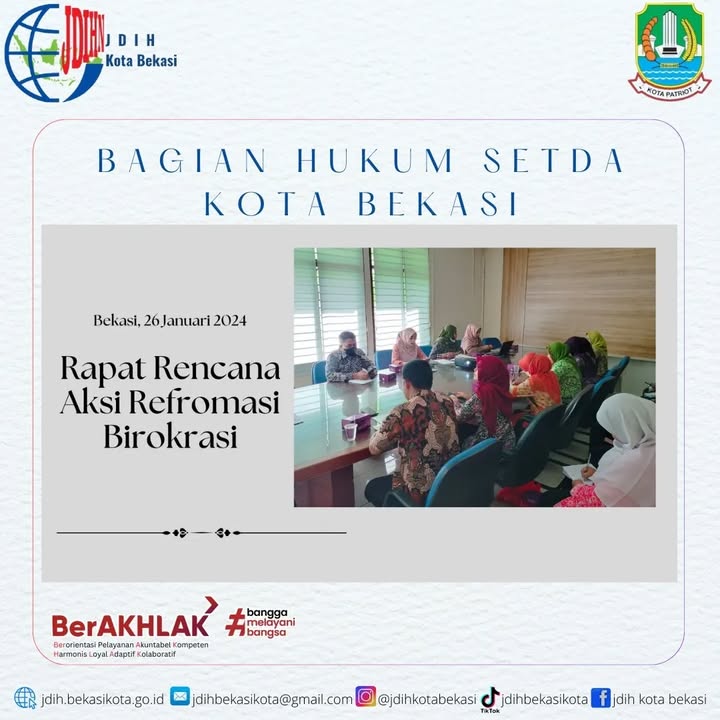 JDIHN
JDIH
Kota Bekasi
KOTA PATRIOT
BAGIAN HUKUM SETDA
KOTA BEKASI
Bekasi, 26 Januari 2024
Rapat Rencana
Aksi Refromasi
Birokrasi
BerAKHLAK
Berorientasi Pelayanan Akuntabel Kompeten
Harmonis Loyal Adaptif Kolaboratif
#bangga
melayani
bangsa
jdih.bekasikota.go.id jdihbekasikota@gmail.com @jdihkotabekasi TikTok jdihbekasikota jdih kota bekasi